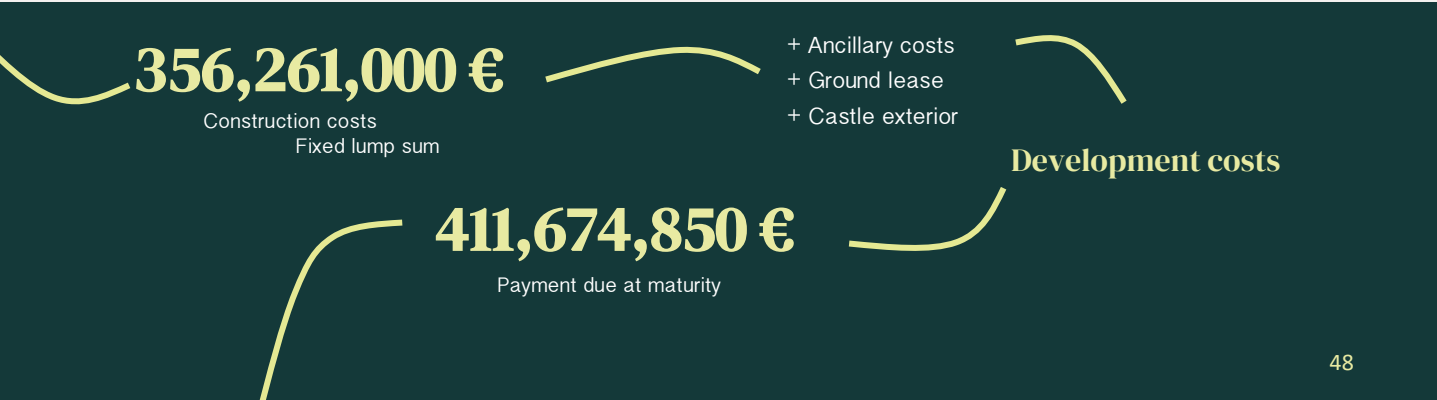 356,261,000 €
Construction costs
Fixed lump sum
+ Ancillary costs
+ Ground lease
+ Castle exterior
Development costs
411,674,850 €
Payment due at maturity
48